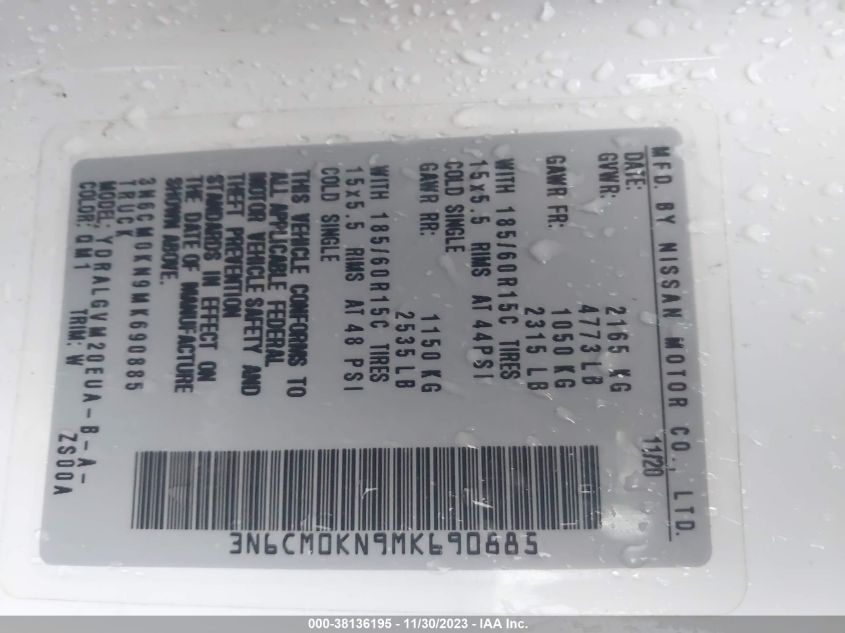 MFD. BY NISSAN MOTOR CO., LTD.
DATE: 11/20
GVWR: 2165 KG
4773 LB
GAWR FR: 1050 KG
2315 LB
WITH 185/60R15C TIRES
15x5.5 RIMS AT 44PSI
COLD SINGLE
GAWR RR: 1150 KG
2535 LB
WITH 185/60R15C TIRES
15x5.5 RIMS AT 48 PSI
COLD SINGLE
THIS VEHICLE CONFORMS TO
ALL APPLICABLE FEDERAL
MOTOR VEHICLE SAFETY AND
THEFT PREVENTION
STANDARDS IN EFFECT ON
THE DATE OF MANUFACTURE
SHOWN ABOVE.
3N6CM0KN9MK690885
TRUCK
MODEL: YDRALGVM20EUA-B-A-
COLOR: QM1 TRIM: W ZS00A
3N6CM0KN9MK690885
000-38136195 - 11/30/2023 - IAA Inc.